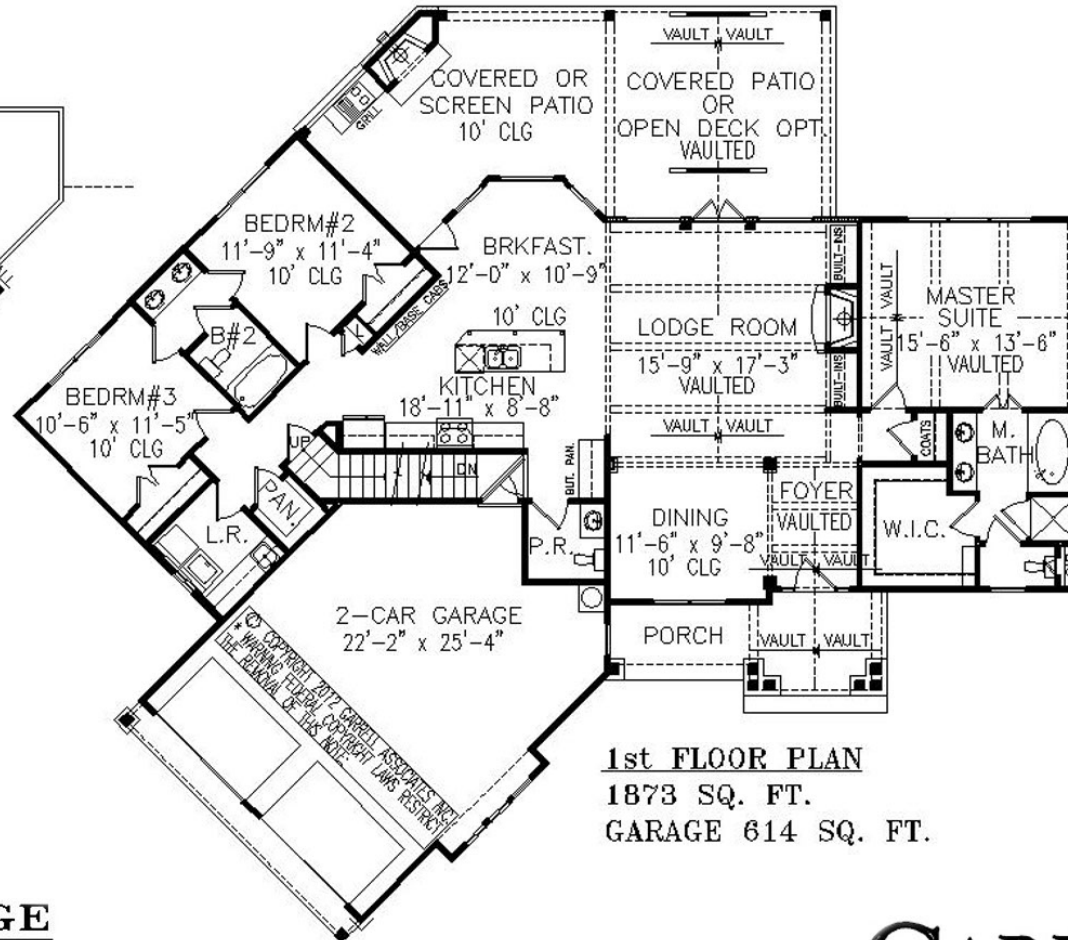 VAULT VAULT
COVERED OR
SCREEN PATIO
10' CLG
COVERED PATIO
OR
OPEN DECK OPT.
VAULTED
GRILL
BEDRM#2
11'-9" x 11'-4"
10' CLG
BRKFAST.
12'-0" x 10'-9"
WALL/BASE CABS
10' CLG
BUILT-INS
LODGE ROOM
15'-9" x 17'-3"
VAULTED
BUILT-INS
VAULT VAULT
VAULT
VAULT
MASTER
SUITE
15'-6" x 13'-6"
VAULTED
B#2
BEDRM#3
10'-6" x 11'-5"
10' CLG
KITCHEN
18'-11" x 8'-8"
UP
DN
BUT. PAN.
COATS
M.
BATH
PAN.
L.R.
P.R.
DINING
11'-6" x 9'-8"
10' CLG
FOYER
VAULTED
VAULT VAULT
W.I.C.
2-CAR GARAGE
22'-2" x 25'-4"
PORCH
VAULT VAULT
© COPYRIGHT 2012 GARRELL ASSOCIATES INC.
* WARNING FEDERAL COPYRIGHT LAWS RESTRICT
THE REMOVAL OF THIS NOTE.
1st FLOOR PLAN
1873 SQ. FT.
GARAGE 614 SQ. FT.
GE